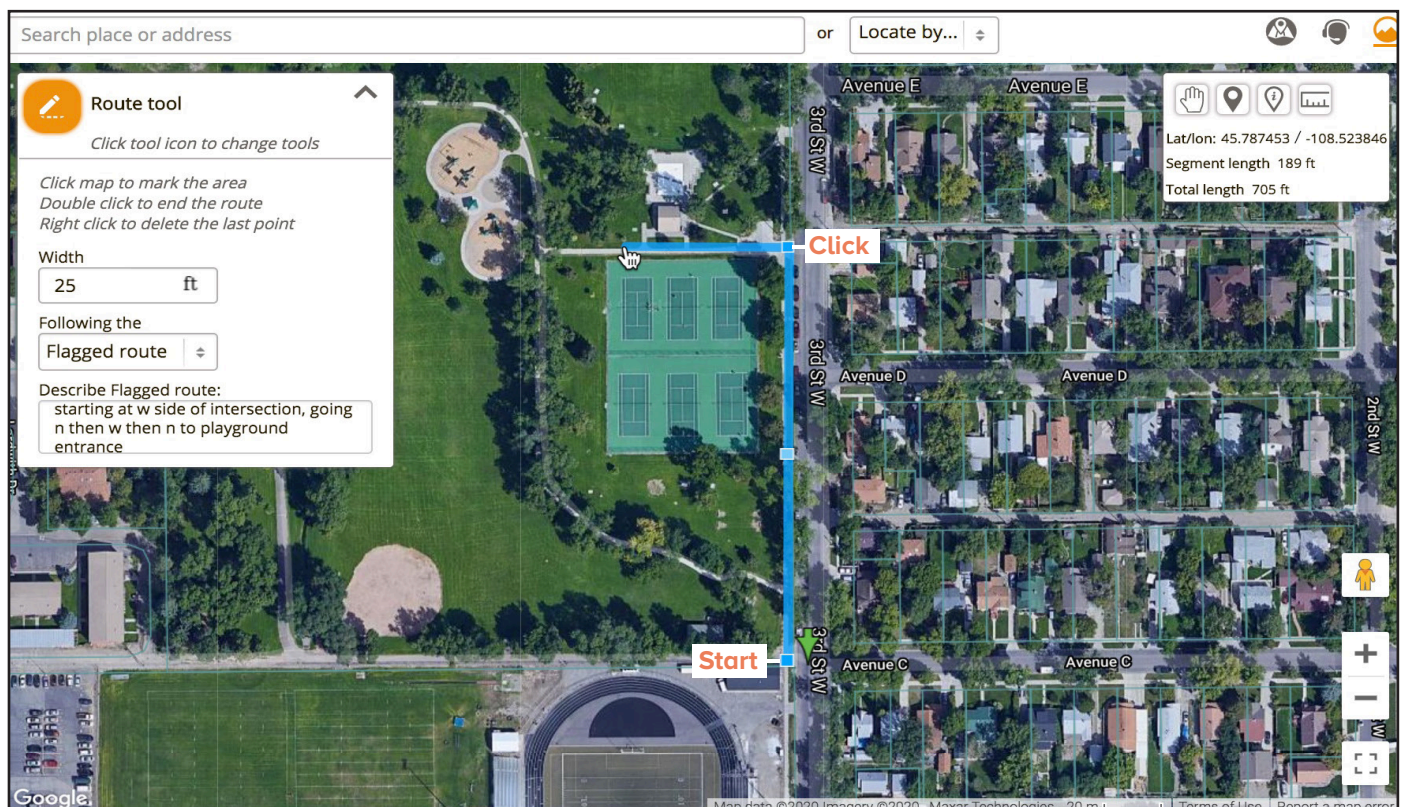 Search place or address
or
Locate by...
Route tool
Click tool icon to change tools
Click map to mark the area
Double click to end the route
Right click to delete the last point
Width
25 ft
Following the
Flagged route
Describe Flagged route:
starting at w side of intersection, going
n then w then n to playground
entrance
Lat/lon: 45.787453 / -108.523846
Segment length 189 ft
Total length 705 ft
Avenue E
Avenue E
3rd St W
Click
3rd St W
Avenue D
Avenue D
2nd St W
Start
3rd St W
Avenue C
Avenue C
W
Google
Map data ©2020 Imagery ©2020 , Maxar Technologies 20 m Terms of Use Report a map error